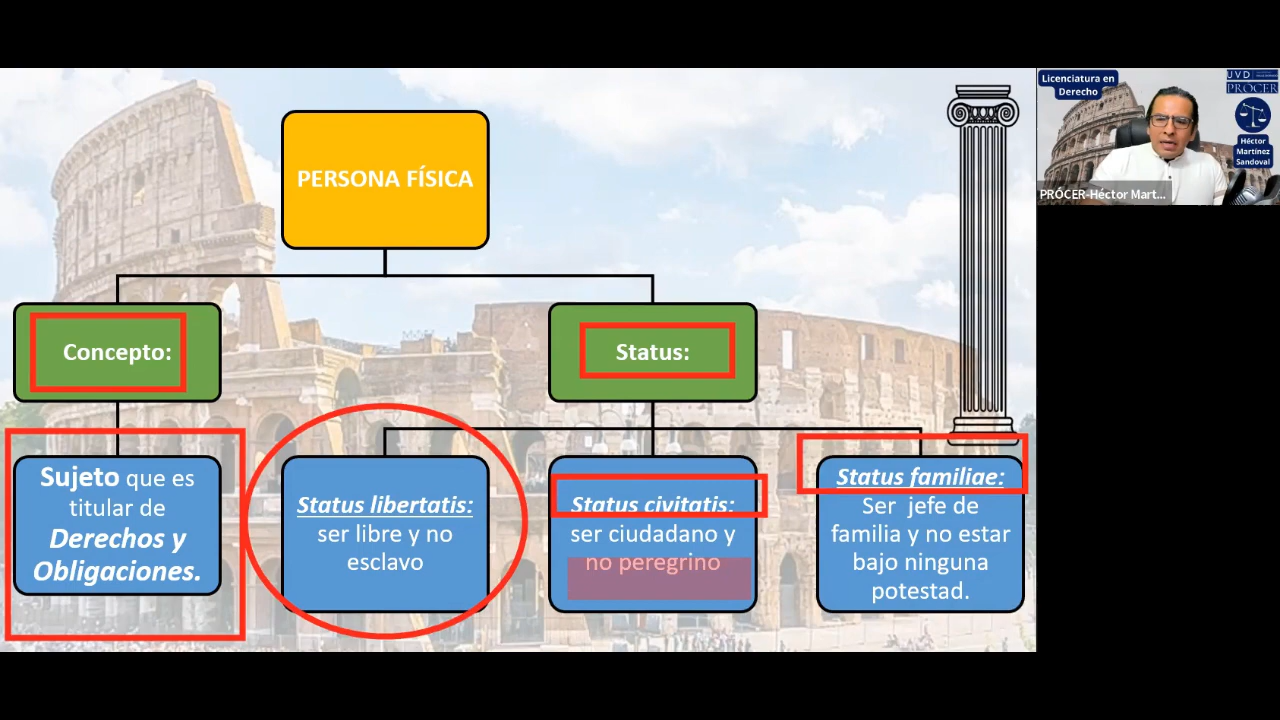 PERSONA FÍSICA
Concepto:
Status:
Sujeto que es
titular de
Derechos y
Obligaciones.
Status libertatis:
ser libre y no
esclavo
Status civitatis:
ser ciudadano y
no peregrino
Status familiae:
Ser jefe de
familia y no estar
bajo ninguna
potestad.
Licenciatura en
Derecho
UVD
PRÓCER
Héctor
Martínez
Sandoval
PRÓCER-Héctor Mart...